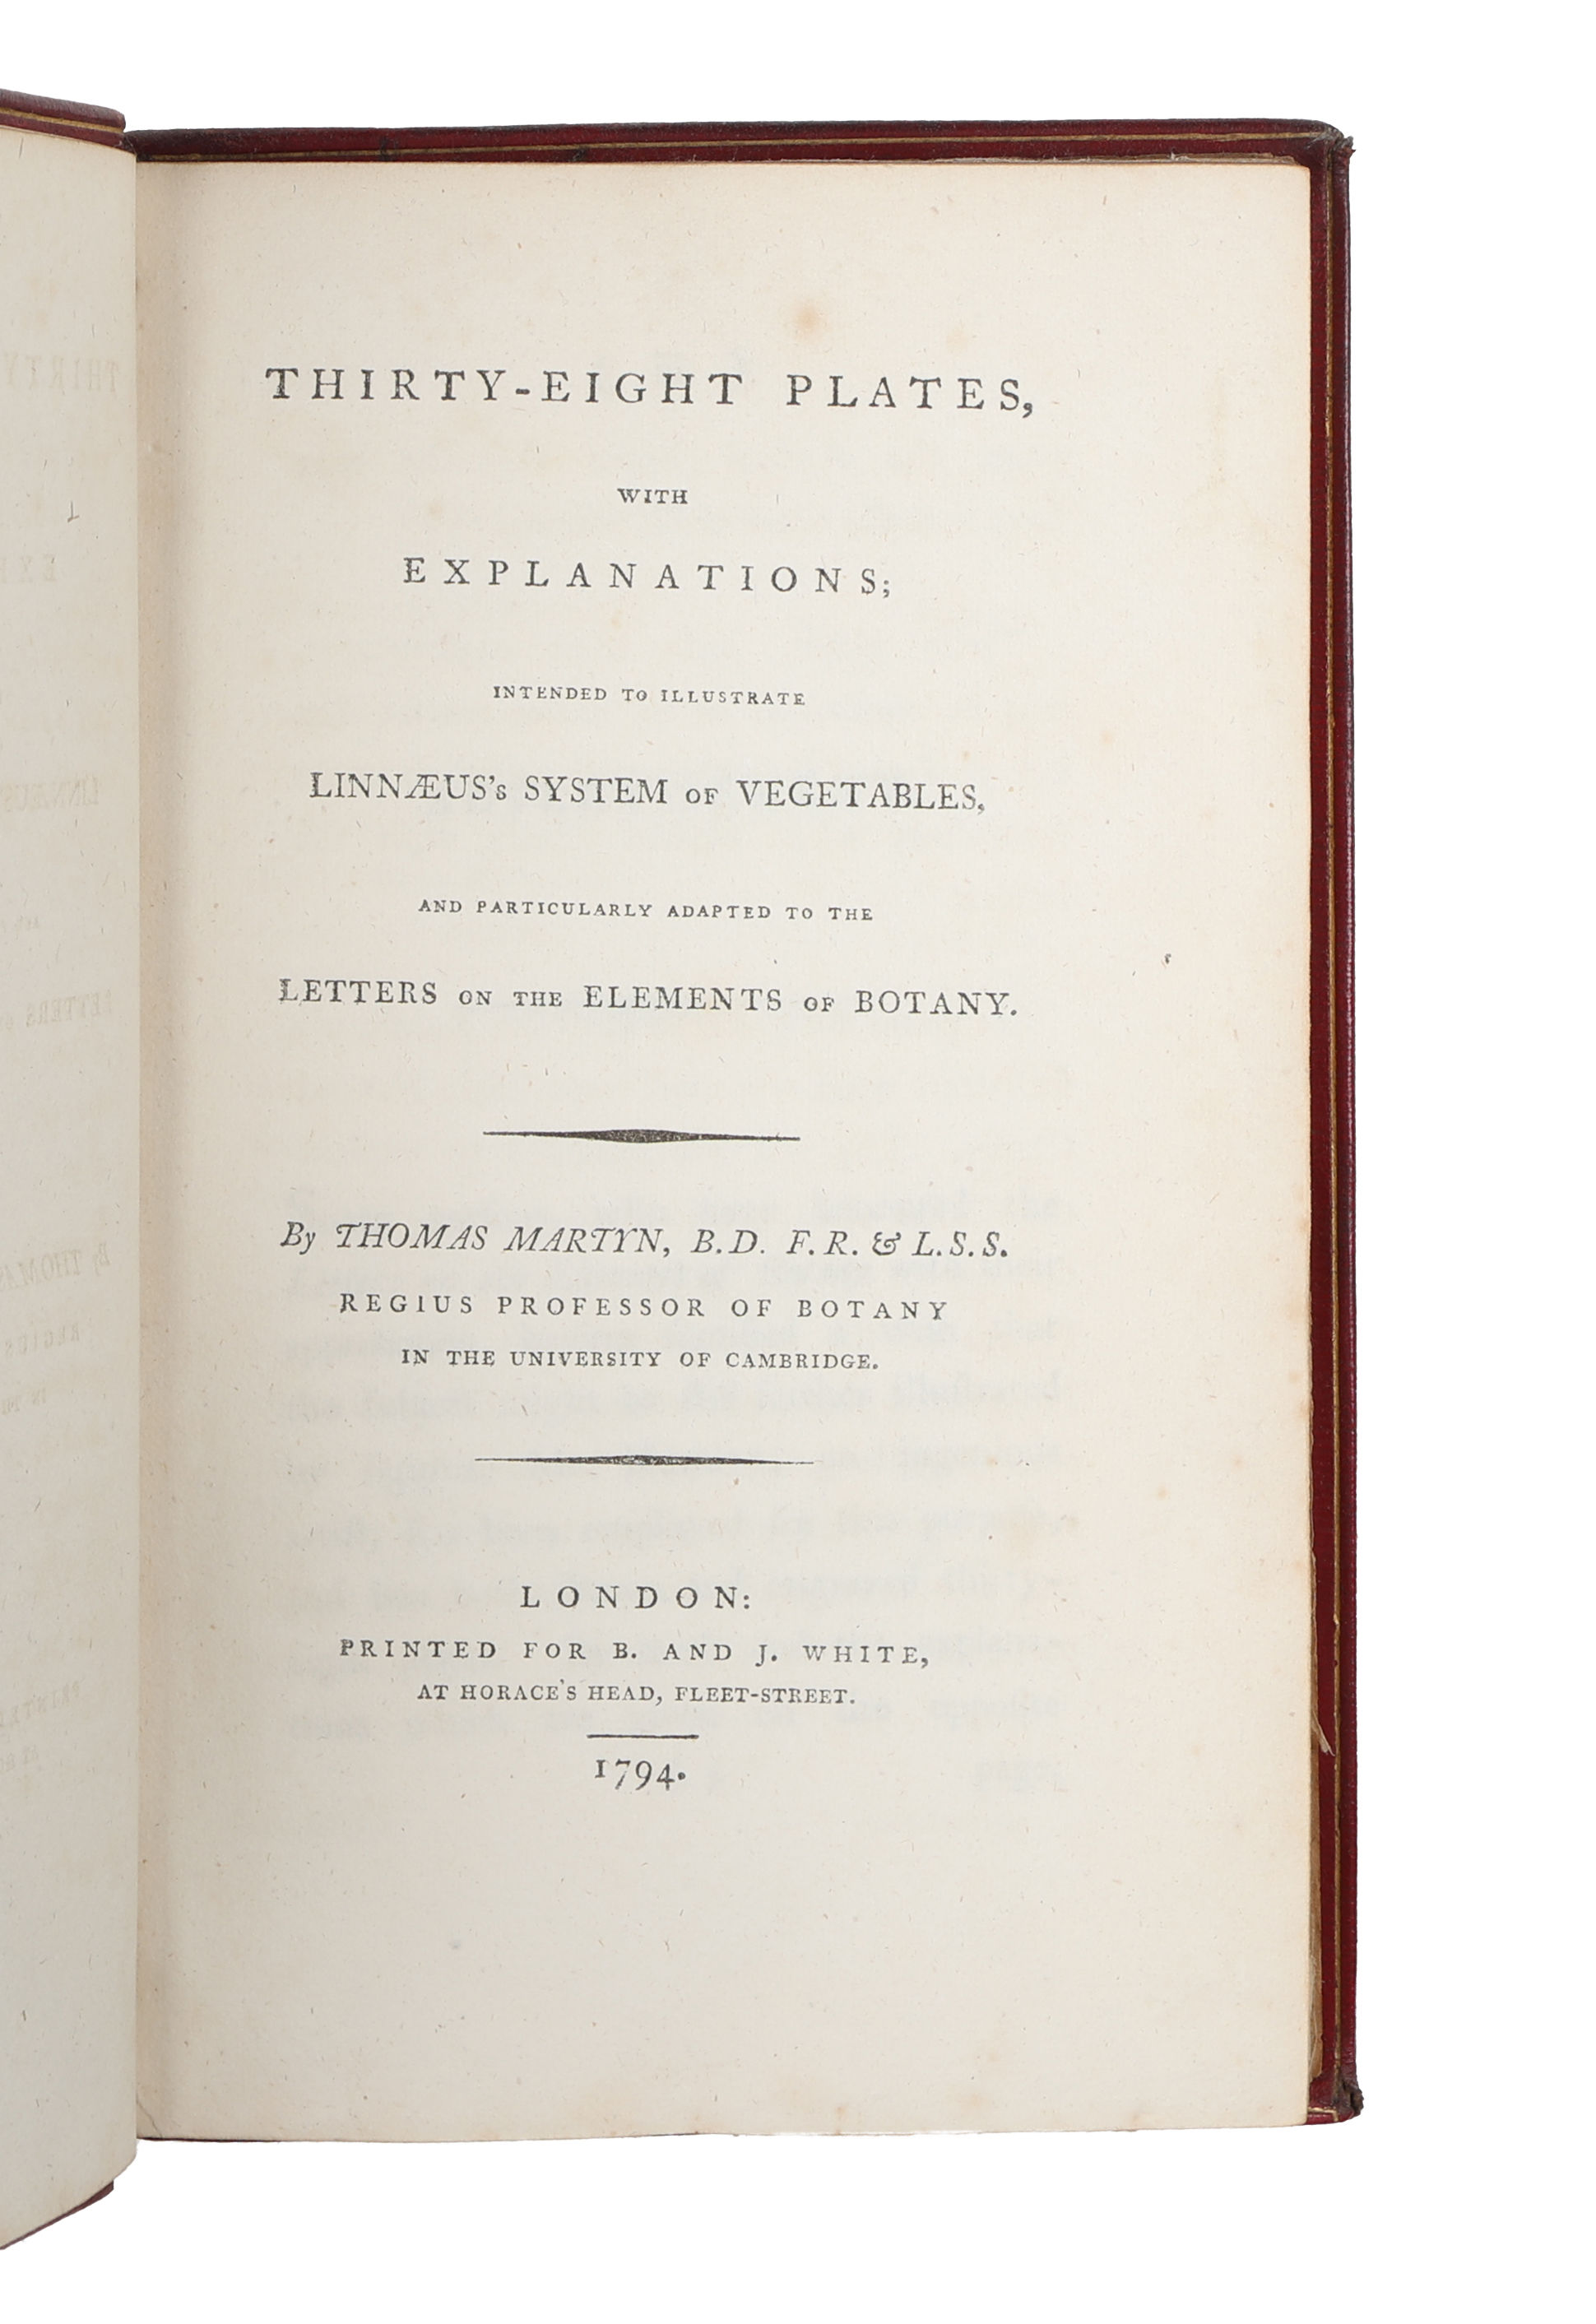 THIRTY-EIGHT PLATES,
WITH
EXPLANATIONS;
INTENDED TO ILLUSTRATE
LINNÆUS's SYSTEM OF VEGETABLES,
AND PARTICULARLY ADAPTED TO THE
LETTERS ON THE ELEMENTS OF BOTANY.
By THOMAS MARTYN, B.D. F.R. & L.S.S.
REGIUS PROFESSOR OF BOTANY
IN THE UNIVERSITY OF CAMBRIDGE.
LONDON:
PRINTED FOR B. AND J. WHITE,
AT HORACE'S HEAD, FLEET-STREET.
1794.